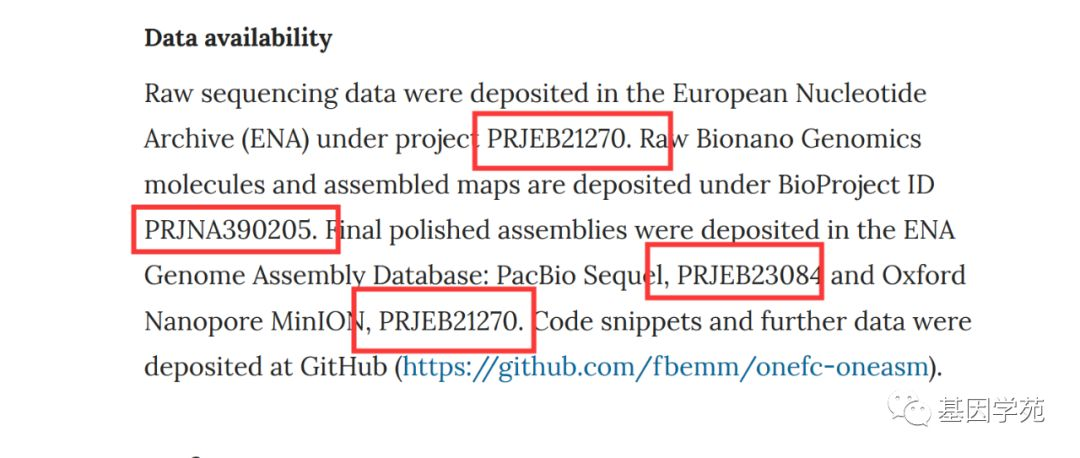 Data availability
Raw sequencing data were deposited in the European Nucleotide
Archive (ENA) under project PRJEB21270. Raw Bionano Genomics
molecules and assembled maps are deposited under BioProject ID
PRJNA390205. Final polished assemblies were deposited in the ENA
Genome Assembly Database: PacBio Sequel, PRJEB23084 and Oxford
Nanopore MinION, PRJEB21270. Code snippets and further data were
deposited at GitHub (https://github.com/fbemm/onefc-oneasm).
基因学苑